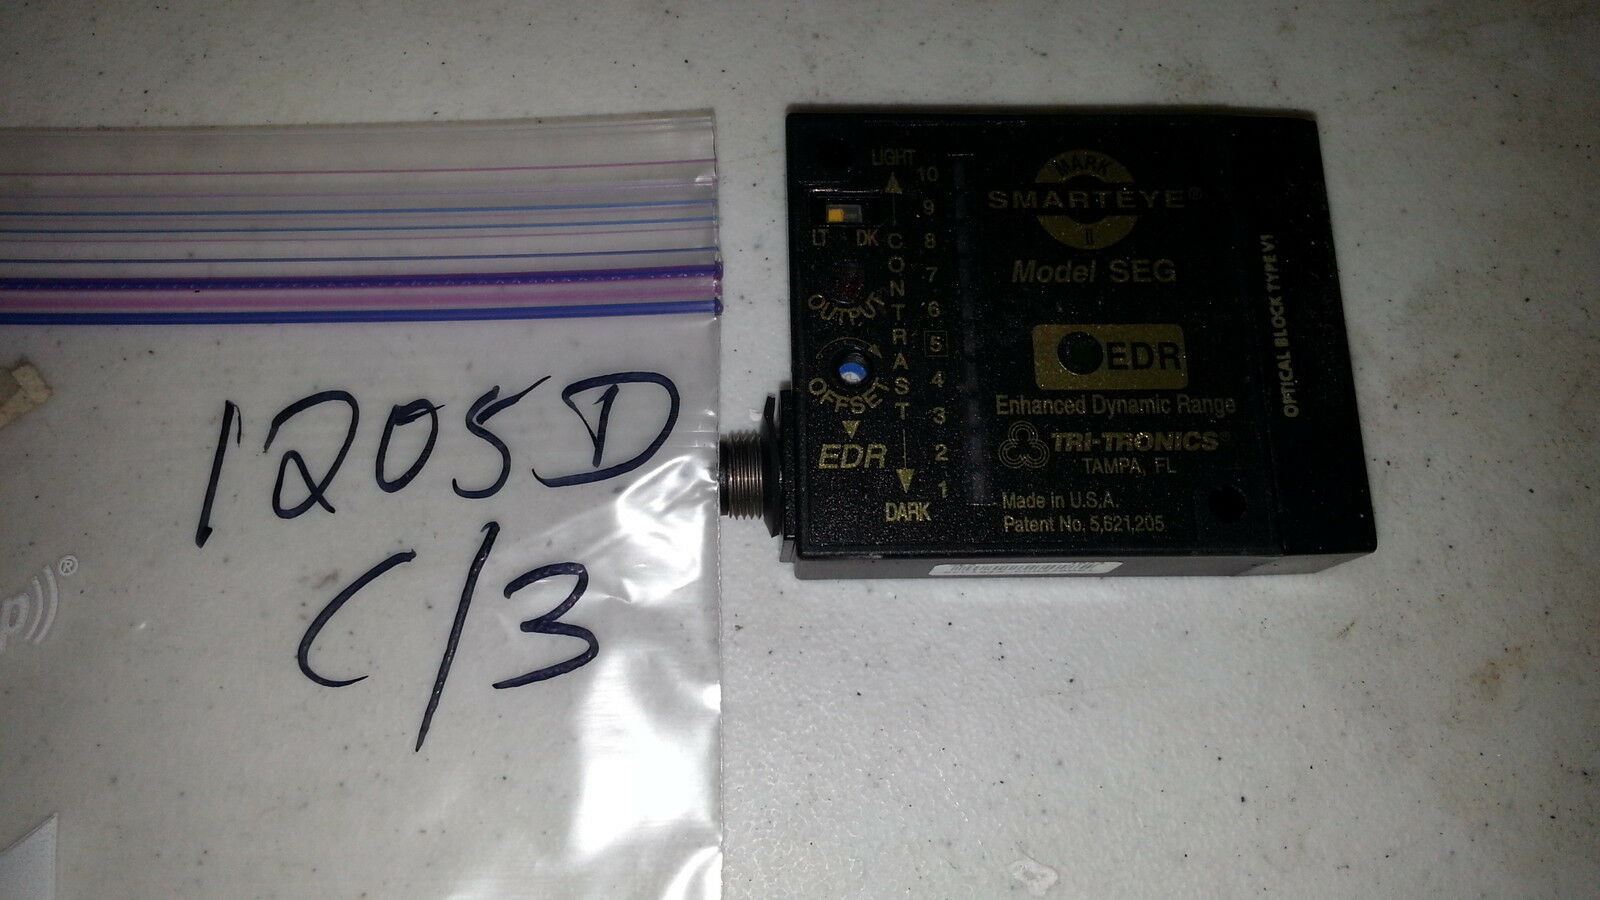 1205D
C/3
LIGHT
10
9
8
7
6
5
4
3
2
1
LT DK
CONTRAST
OUTPUT
OFFSET
EDR
DARK
MARK
SMARTEYE®
II
Model SEG
EDR
Enhanced Dynamic Range
TRI-TRONICS®
TAMPA, FL
Made in U.S.A.
Patent No. 5,621,205
OPTICAL BLOCK TYPE V1